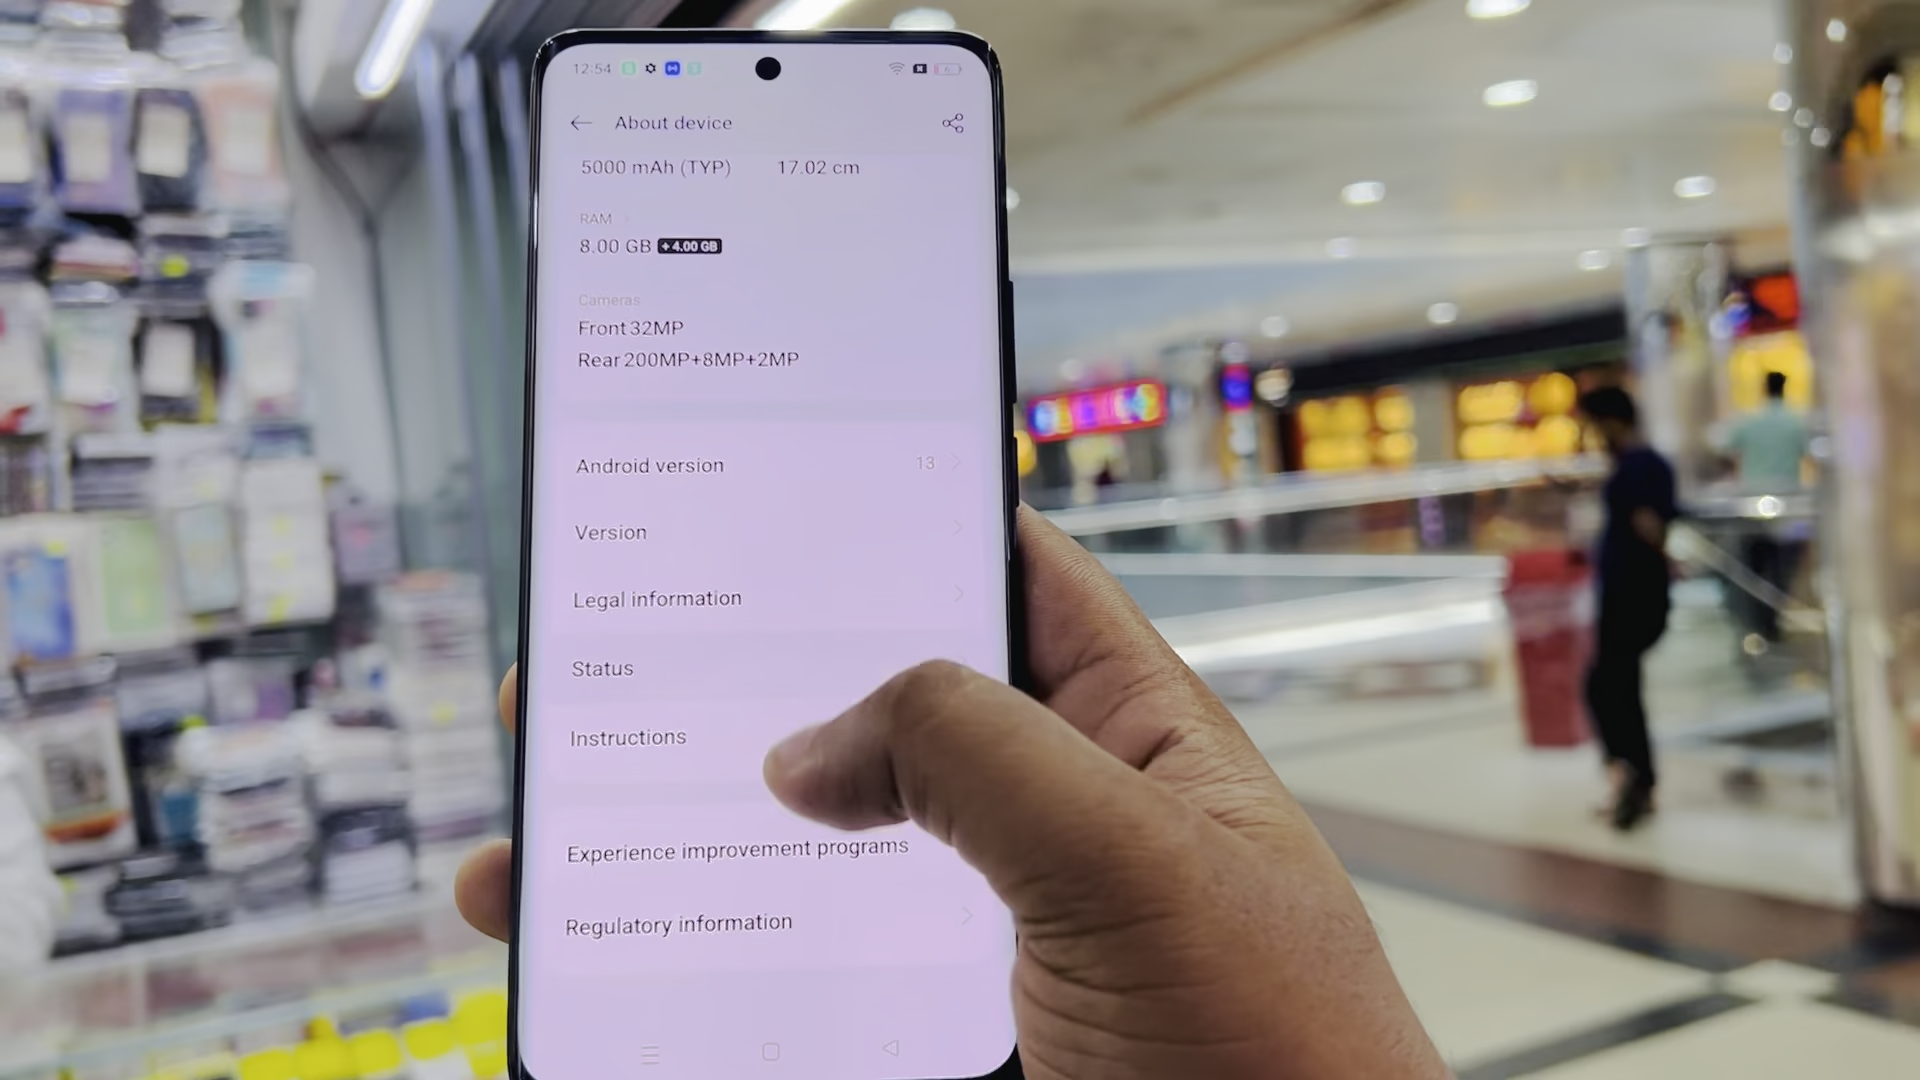 12:54
About device
5000 mAh (TYP) 17.02 cm
RAM
8.00 GB +4.00 GB
Cameras
Front 32MP
Rear 200MP+8MP+2MP
Android version 13
Version
Legal information
Status
Instructions
Experience improvement programs
Regulatory information